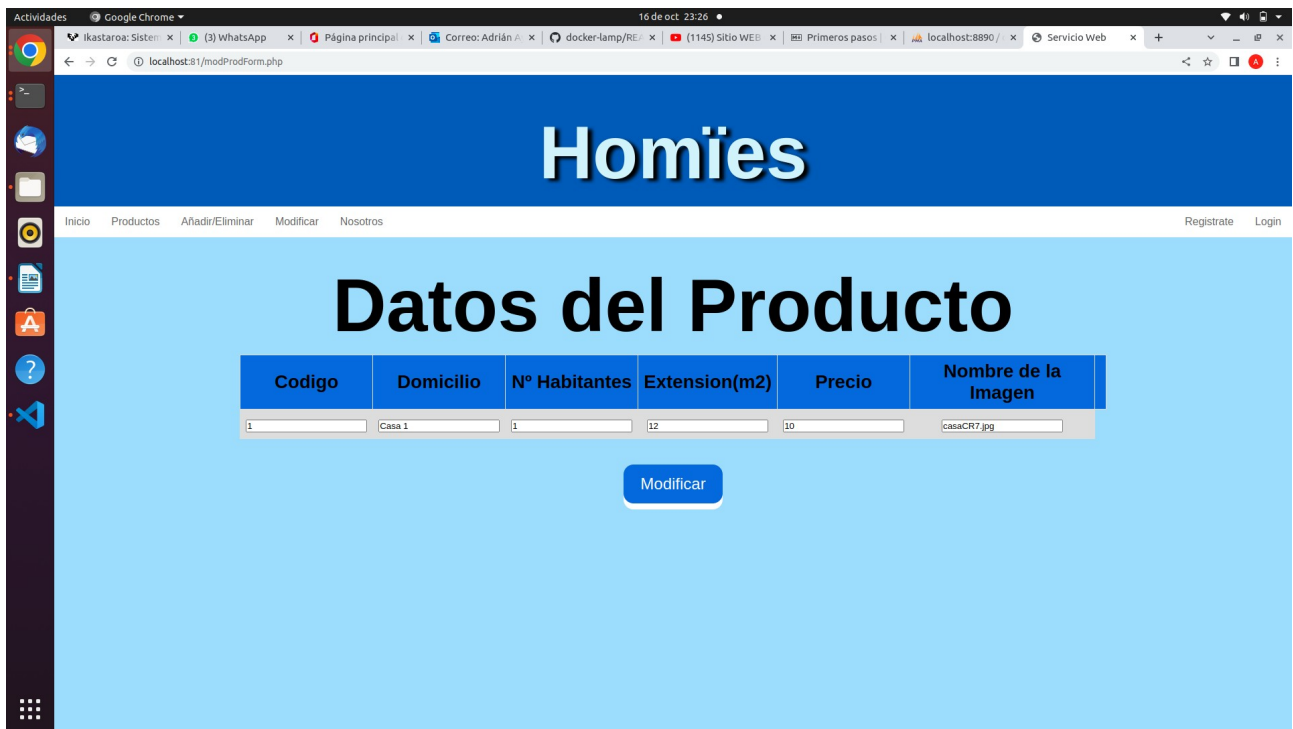 Actividades Google Chrome 16 de oct 23:26
Ikastaroa: Sistem (3) WhatsApp Página principal Correo: Adrián A docker-lamp/REA (1145) Sitio WEB Primeros pasos localhost:8890 / Servicio Web
localhost:81/modProdForm.php
A
Homïes
Inicio Productos Añadir/Eliminar Modificar Nosotros Registrate Login
Datos del Producto
Codigo Domicilio Nº Habitantes Extension(m2) Precio Nombre de la
Imagen
1 Casa 1 1 12 10 casaCR7.jpg
Modificar